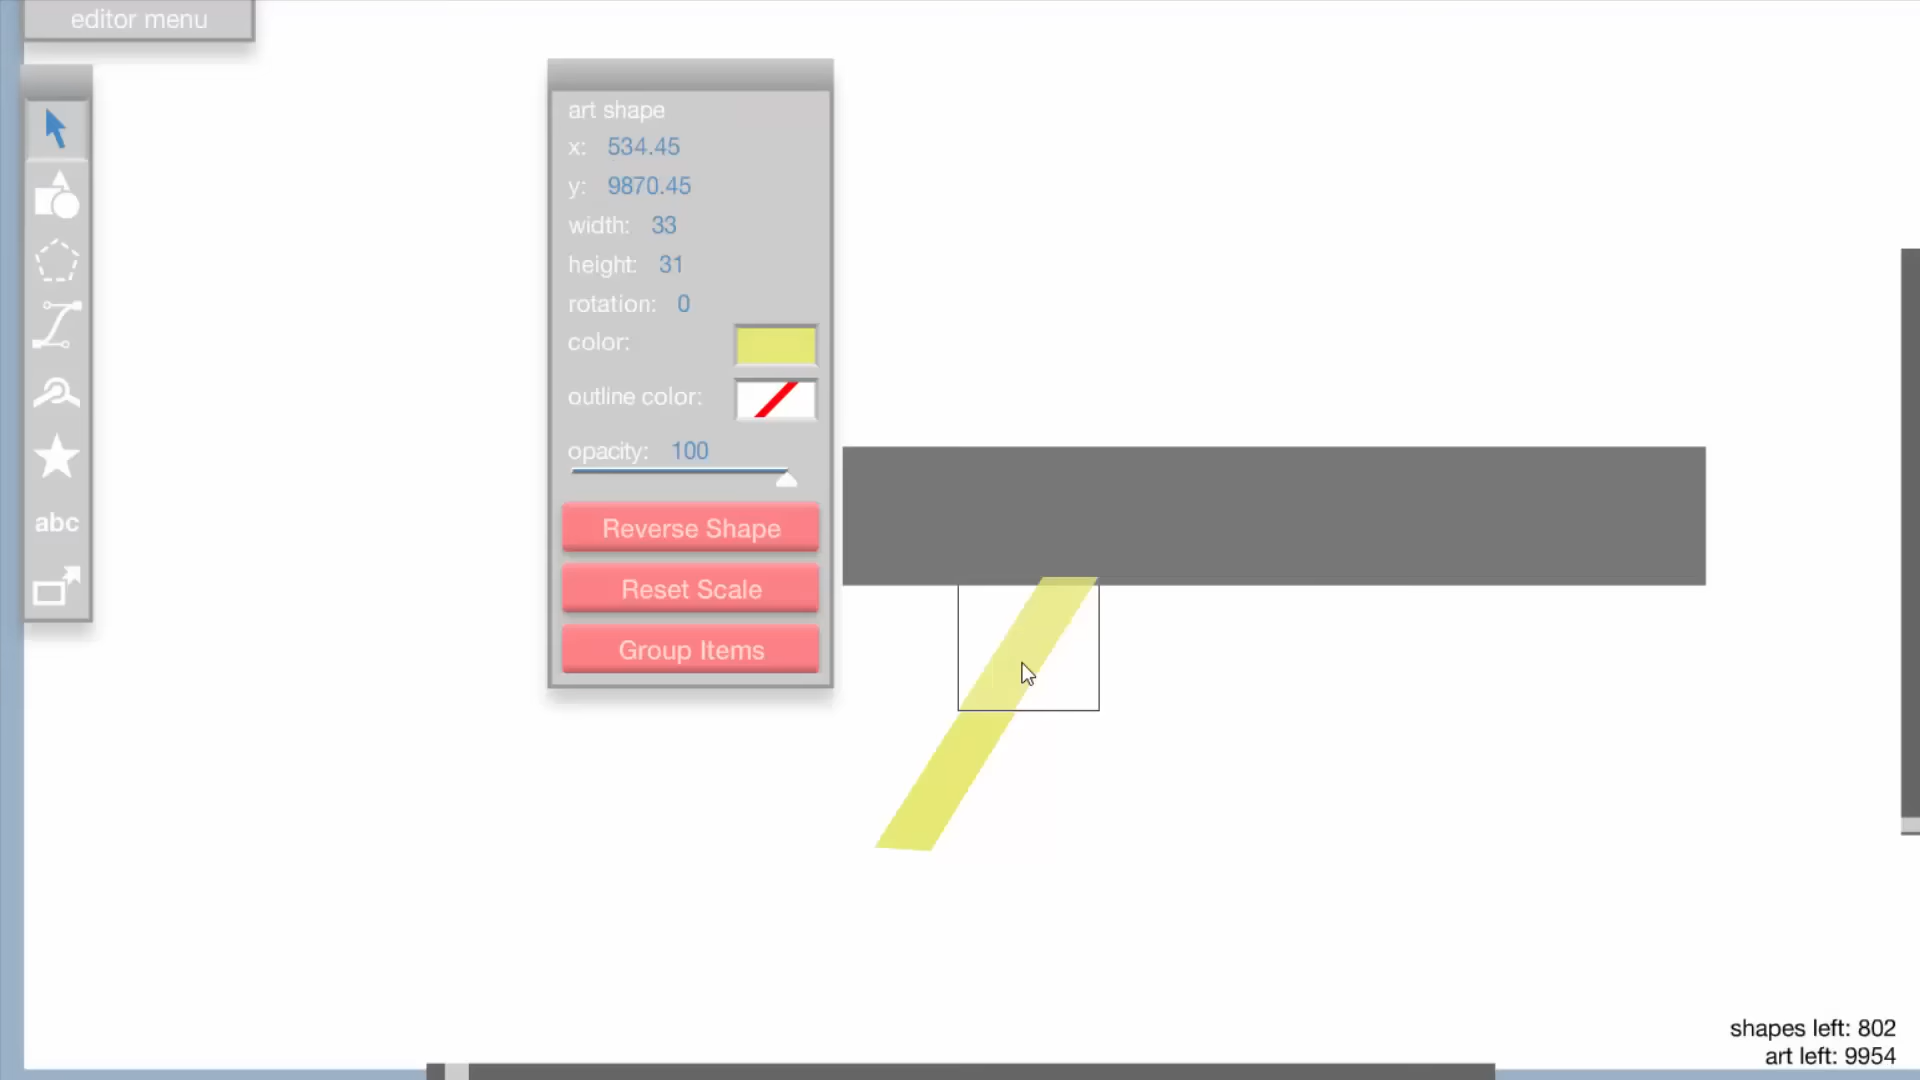 editor menu
art shape
x: 534.45
y: 9870.45
width: 33
height: 31
rotation: 0
color:
outline color:
opacity: 100
Reverse Shape
Reset Scale
Group Items
abc
shapes left: 802
art left: 9954